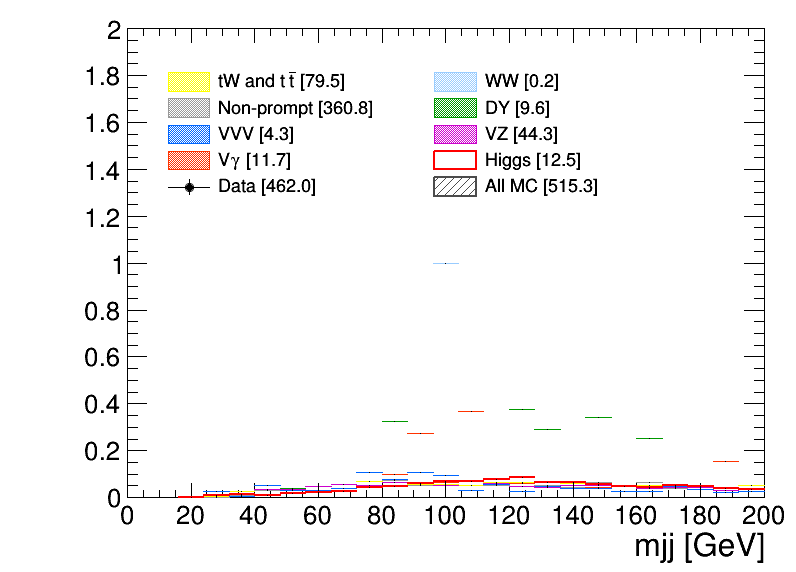 2
1.8
1.6
1.4
1.2
1
0.8
0.6
0.4
0.2
0
tW and t t̄ [79.5]
Non-prompt [360.8]
VVV [4.3]
Vγ [11.7]
Data [462.0]
WW [0.2]
DY [9.6]
VZ [44.3]
Higgs [12.5]
All MC [515.3]
0 20 40 60 80 100 120 140 160 180 200
mjj [GeV]